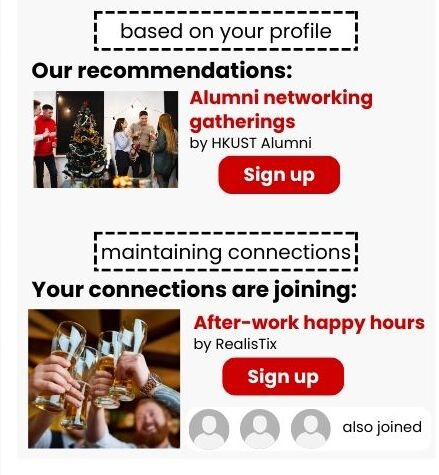 based on your profile
Our recommendations:
Alumni networking
gatherings
by HKUST Alumni
Sign up
maintaining connections
Your connections are joining:
After-work happy hours
by RealisTix
Sign up
also joined